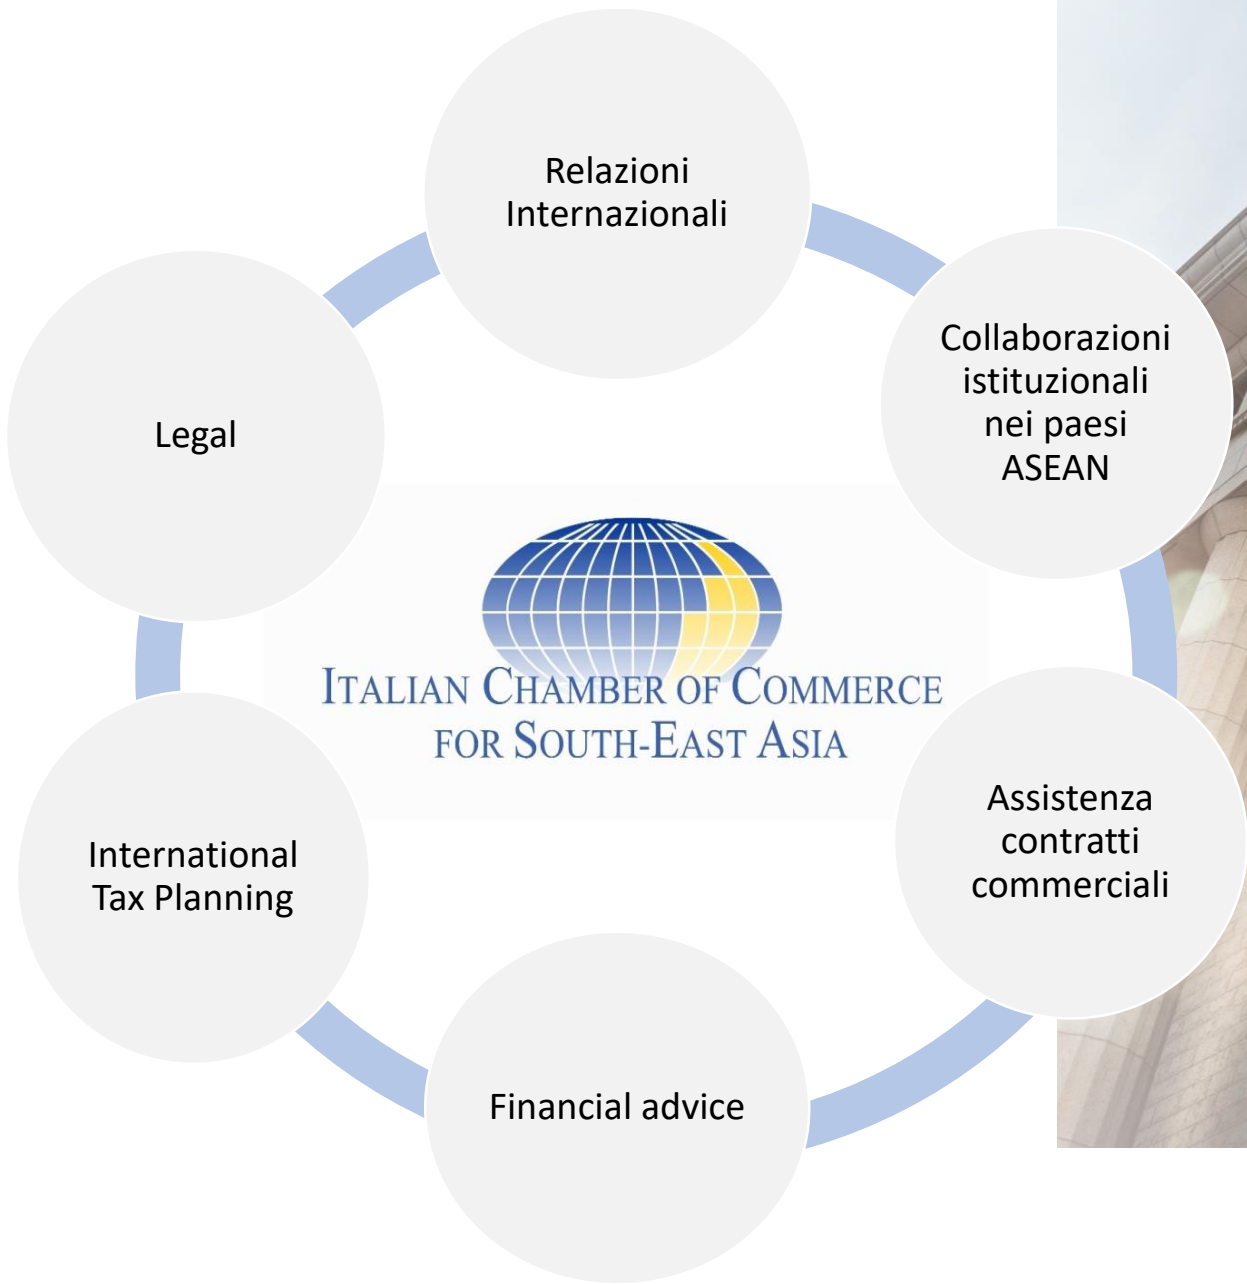 Relazioni
Internazionali
Collaborazioni
istituzionali
nei paesi
ASEAN
Legal
ITALIAN CHAMBER OF COMMERCE
FOR SOUTH-EAST ASIA
Assistenza
contratti
commerciali
International
Tax Planning
Financial advice